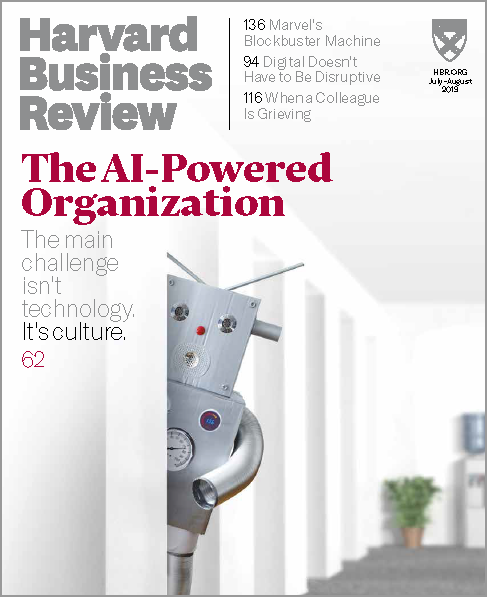 Harvard
Business
Review
136 Marvel's
Blockbuster Machine
94 Digital Doesn't
Have to Be Disruptive
116 When a Colleague
Is Grieving
HBR.ORG
July–August
2019
The AI-Powered
Organization
The main
challenge
isn't
technology.
It's culture.
62